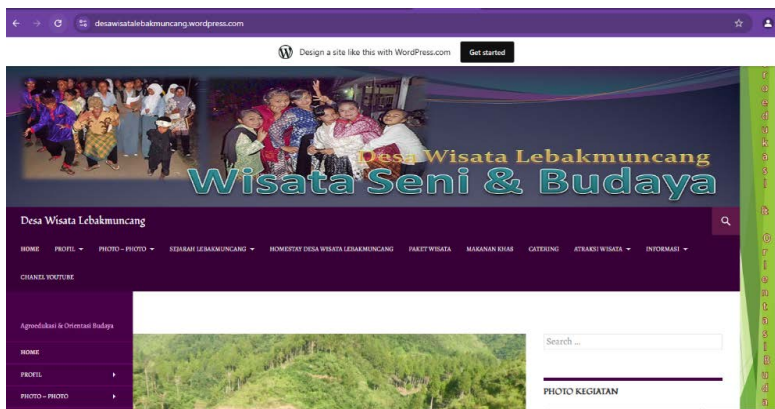 desawisatalebakmuncang.wordpress.com
Design a site like this with WordPress.com
Get started
Desa Wisata Lebakmuncang
Wisata Seni & Budaya
Desa Wisata Lebakmuncang
HOME PROFIL PHOTO – PHOTO SEJARAH LEBAKMUNCANG HOMESTAY DESA WISATA LEBAKMUNCANG PAKET WISATA MAKANAN KHAS CATERING ATRAKSI WISATA INFORMASI
CHANEL YOUTUBE
Agroedukasi & Orientasi Budaya
HOME
PROFIL
PHOTO – PHOTO
Search ...
PHOTO KEGIATAN